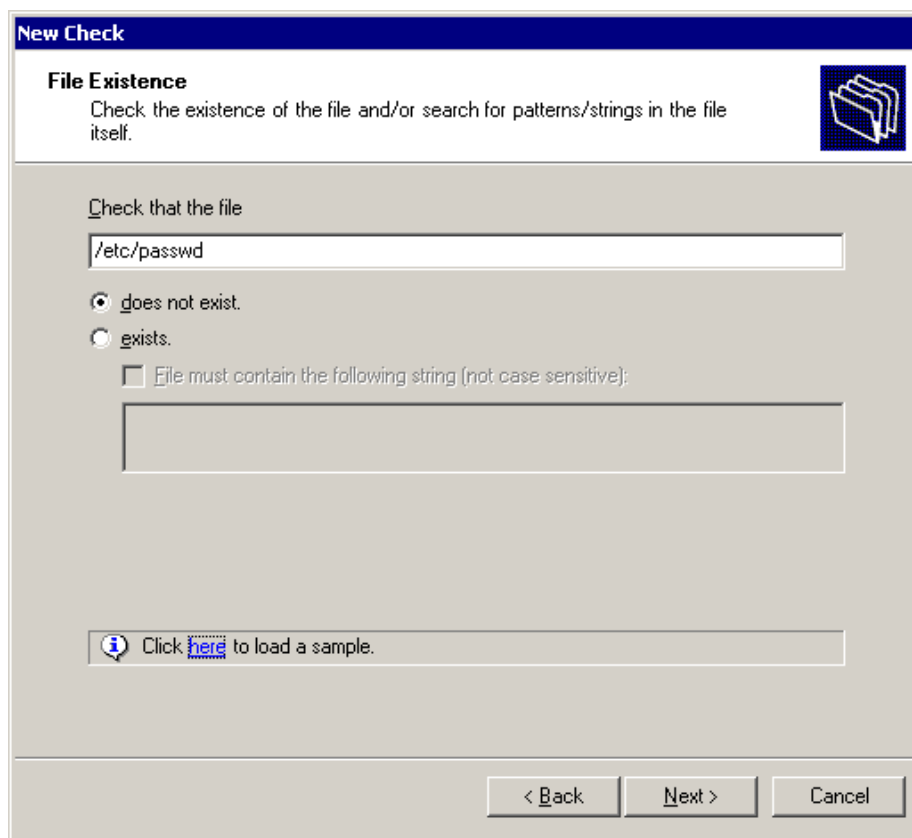 New Check
File Existence
Check the existence of the file and/or search for patterns/strings in the file
itself.
Check that the file
/etc/passwd
does not exist.
exists.
File must contain the following string (not case sensitive):
Click here to load a sample.
< Back
Next >
Cancel